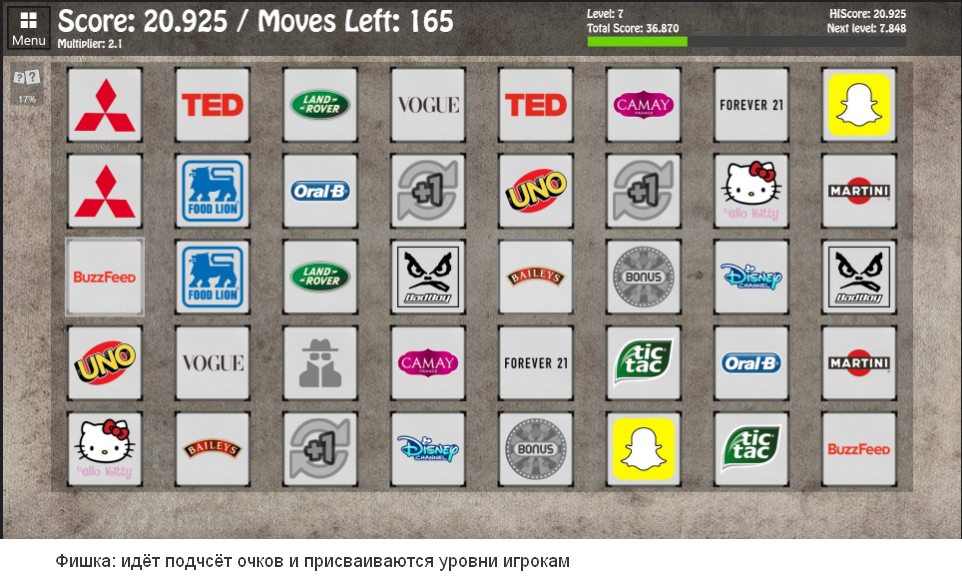 Score: 20.925 / Moves Left: 165
Multiplier: 2.1
Menu
Level: 7
Total Score: 36.870
HIScore: 20.925
Next level: 7.848
? ?
17%
TED
LAND-
-ROVER
VOGUE
TED
CAMAY
FRANCE
FOREVER 21
FOOD LION
Oral-B
+1
UNO
+1
Hello Kitty
MARTINI
BUZZFEED
FOOD LION
LAND-
-ROVER
BadBoy
BAILEYS
BONUS
DISNEY
CHANNEL
BadBoy
UNO
VOGUE
CAMAY
FRANCE
FOREVER 21
tic
tac
Oral-B
MARTINI
Hello Kitty
BAILEYS
+1
DISNEY
CHANNEL
BONUS
tic
tac
BUZZFEED
Фишка: идёт подчсёт очков и присваиваются уровни игрокам